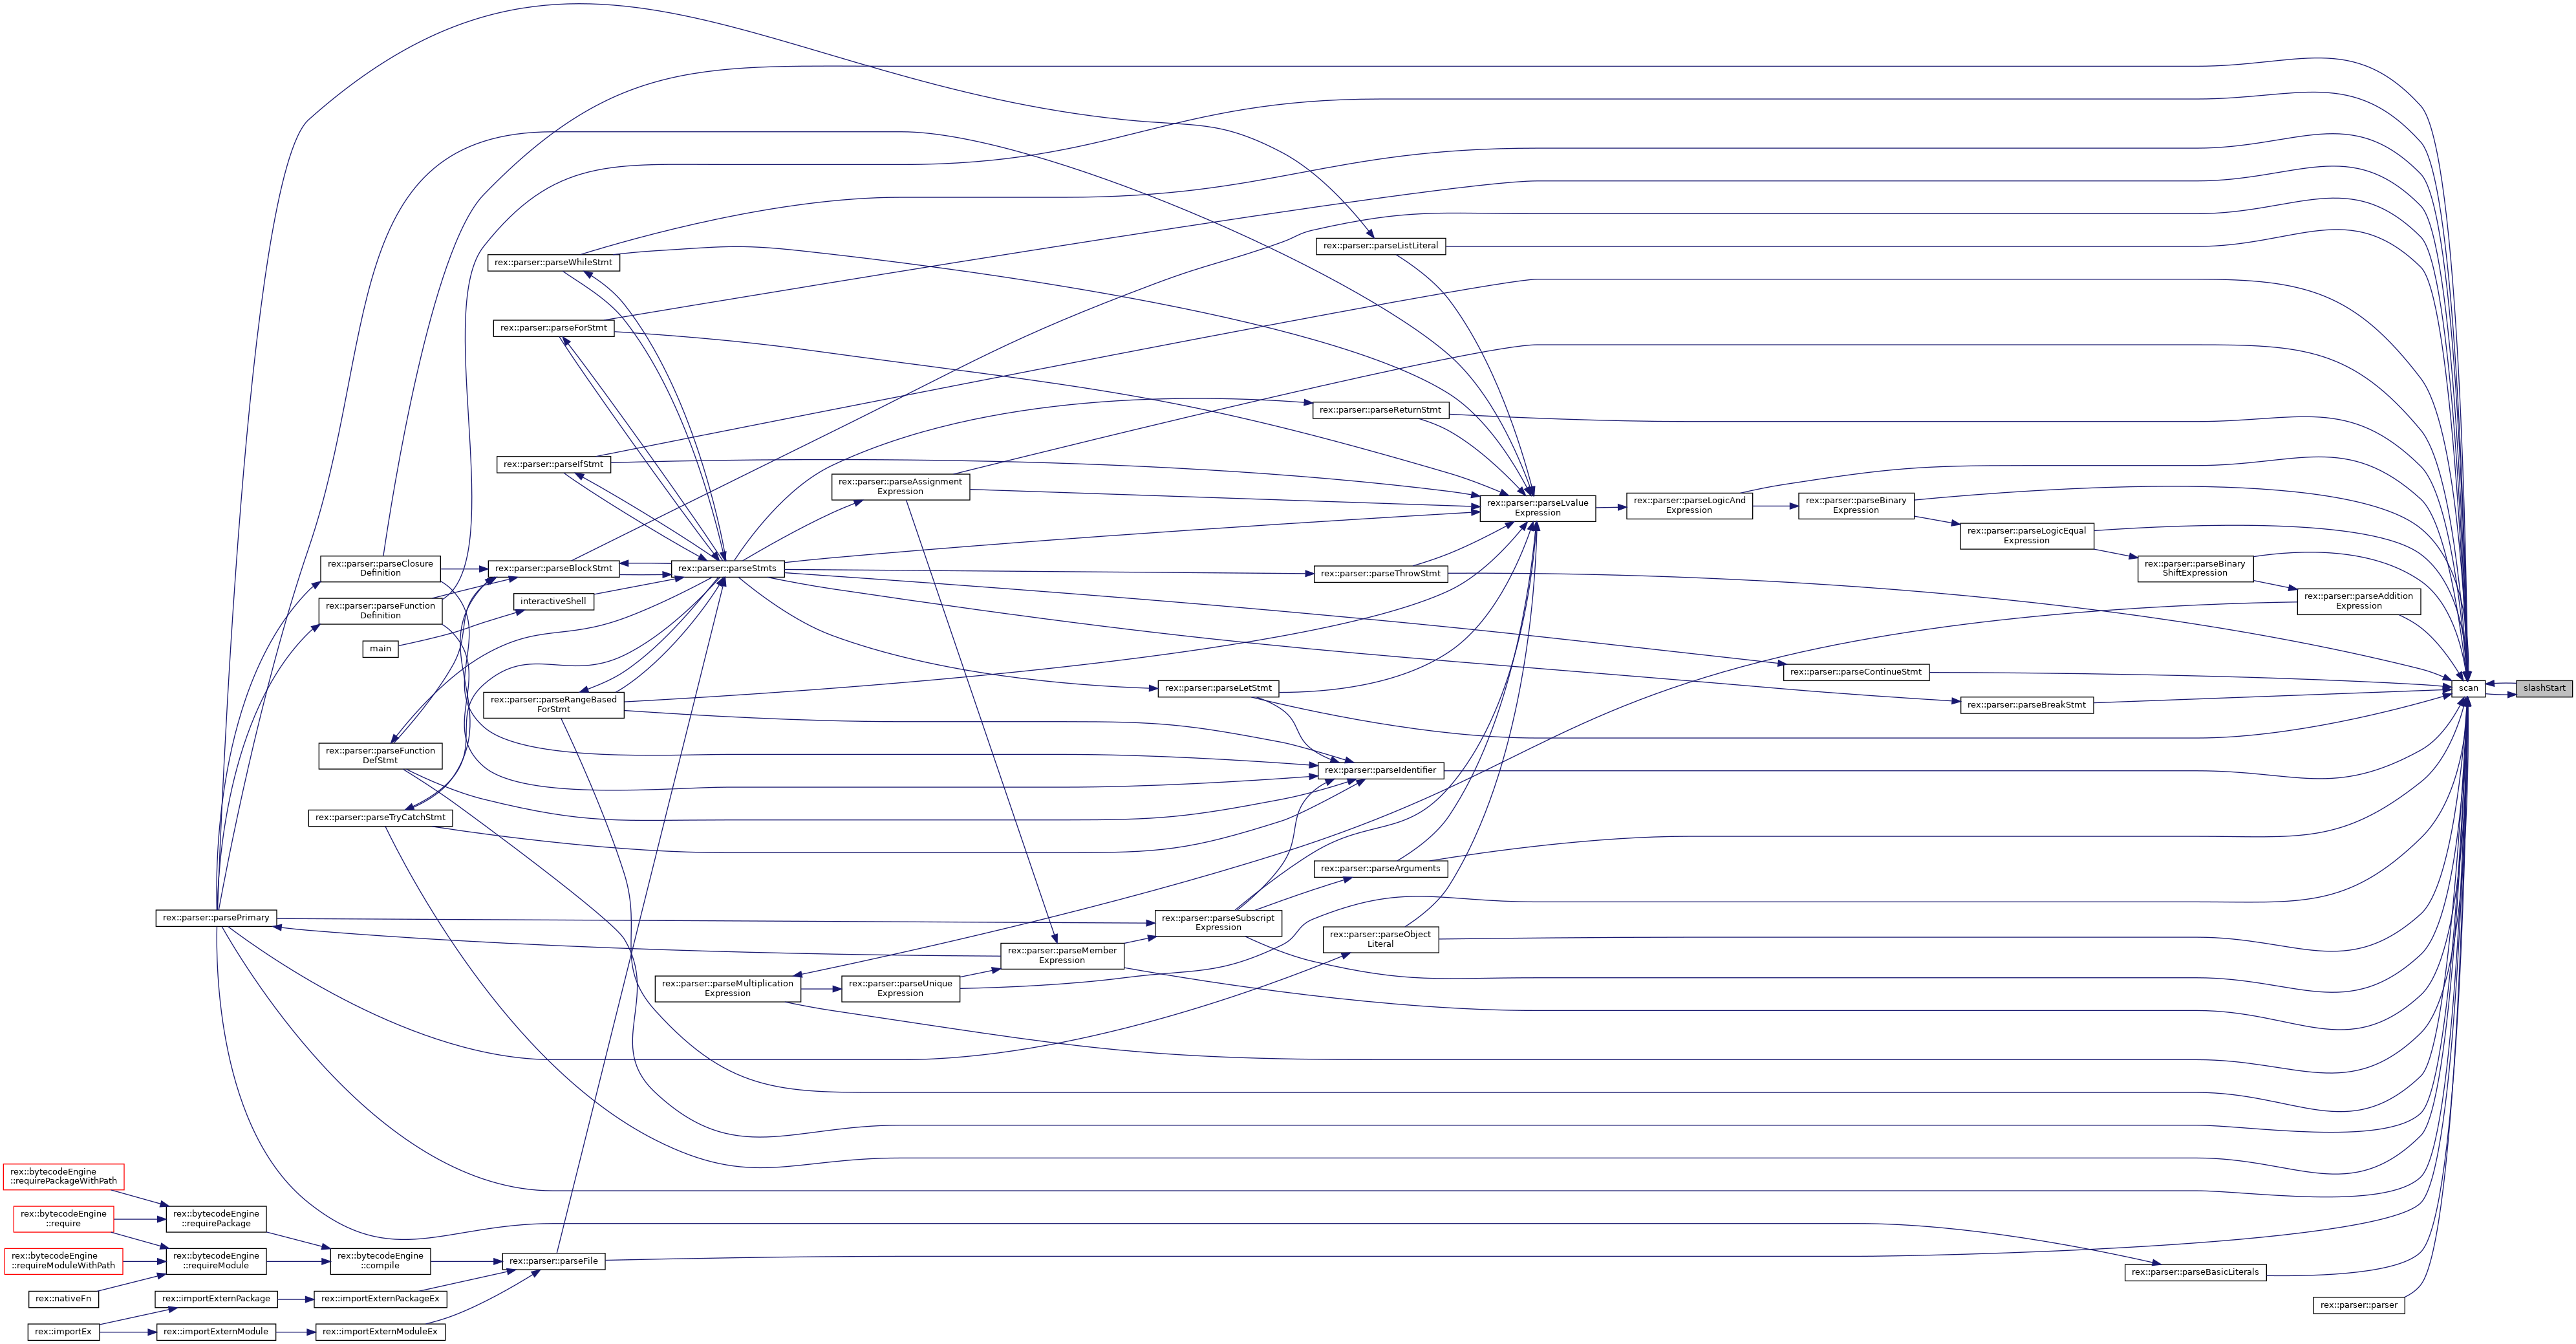 rex::parser::parseListLiteral
rex::parser::parseWhileStmt
rex::parser::parseForStmt
rex::parser::parseReturnStmt
rex::parser::parseIfStmt
rex::parser::parseAssignment
Expression
rex::parser::parseLvalue
Expression
rex::parser::parseLogicAnd
Expression
rex::parser::parseBinary
Expression
rex::parser::parseLogicEqual
Expression
rex::parser::parseBinary
ShiftExpression
rex::parser::parseAddition
Expression
rex::parser::parseClosure
Definition
rex::parser::parseBlockStmt
rex::parser::parseStmts
rex::parser::parseThrowStmt
interactiveShell
rex::parser::parseFunction
Definition
main
rex::parser::parseContinueStmt
scan
slashStart
rex::parser::parseLetStmt
rex::parser::parseRangeBased
ForStmt
rex::parser::parseBreakStmt
rex::parser::parseFunction
DefStmt
rex::parser::parseIdentifier
rex::parser::parseTryCatchStmt
rex::parser::parseArguments
rex::parser::parsePrimary
rex::parser::parseSubscript
Expression
rex::parser::parseObject
Literal
rex::parser::parseMember
Expression
rex::parser::parseMultiplication
Expression
rex::parser::parseUnique
Expression
rex::bytecodeEngine
::requirePackageWithPath
rex::bytecodeEngine
::require
rex::bytecodeEngine
::requirePackage
rex::bytecodeEngine
::requireModuleWithPath
rex::bytecodeEngine
::requireModule
rex::bytecodeEngine
::compile
rex::parser::parseFile
rex::parser::parseBasicLiterals
rex::nativeFn
rex::importExternPackage
rex::importExternPackageEx
rex::parser::parser
rex::importEx
rex::importExternModule
rex::importExternModuleEx